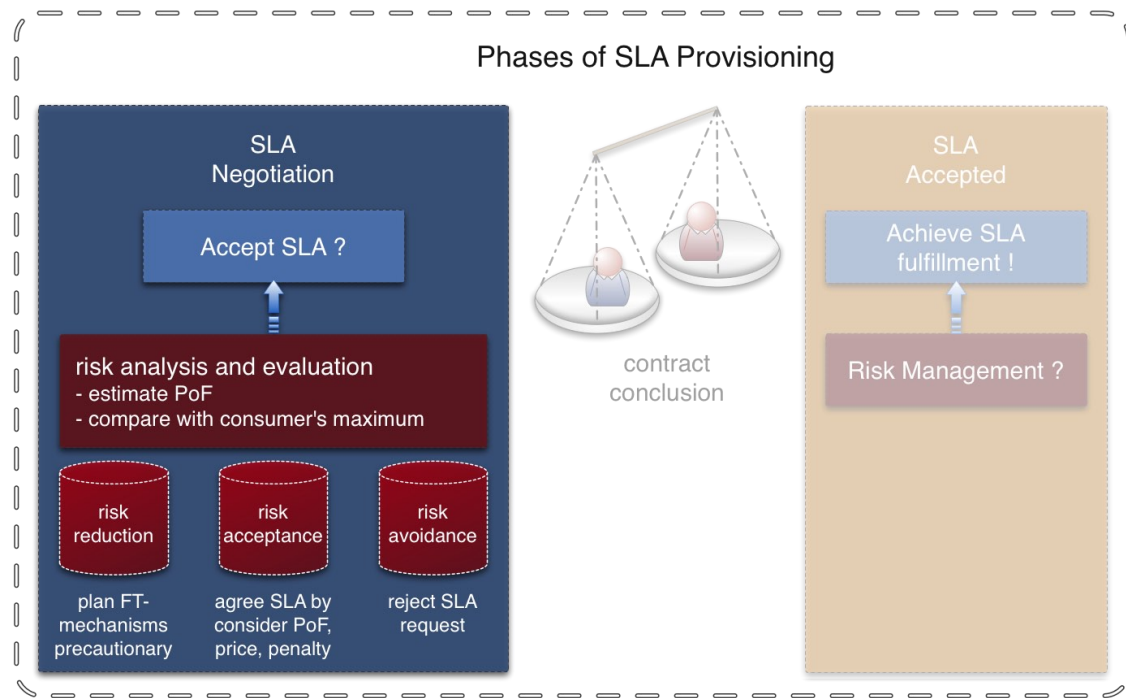 Phases of SLA Provisioning
SLA
Negotiation
Accept SLA ?
risk analysis and evaluation
- estimate PoF
- compare with consumer's maximum
risk
reduction
risk
acceptance
risk
avoidance
plan FT-
mechanisms
precautionary
agree SLA by
consider PoF,
price, penalty
reject SLA
request
contract
conclusion
SLA
Accepted
Achieve SLA
fulfillment !
Risk Management ?